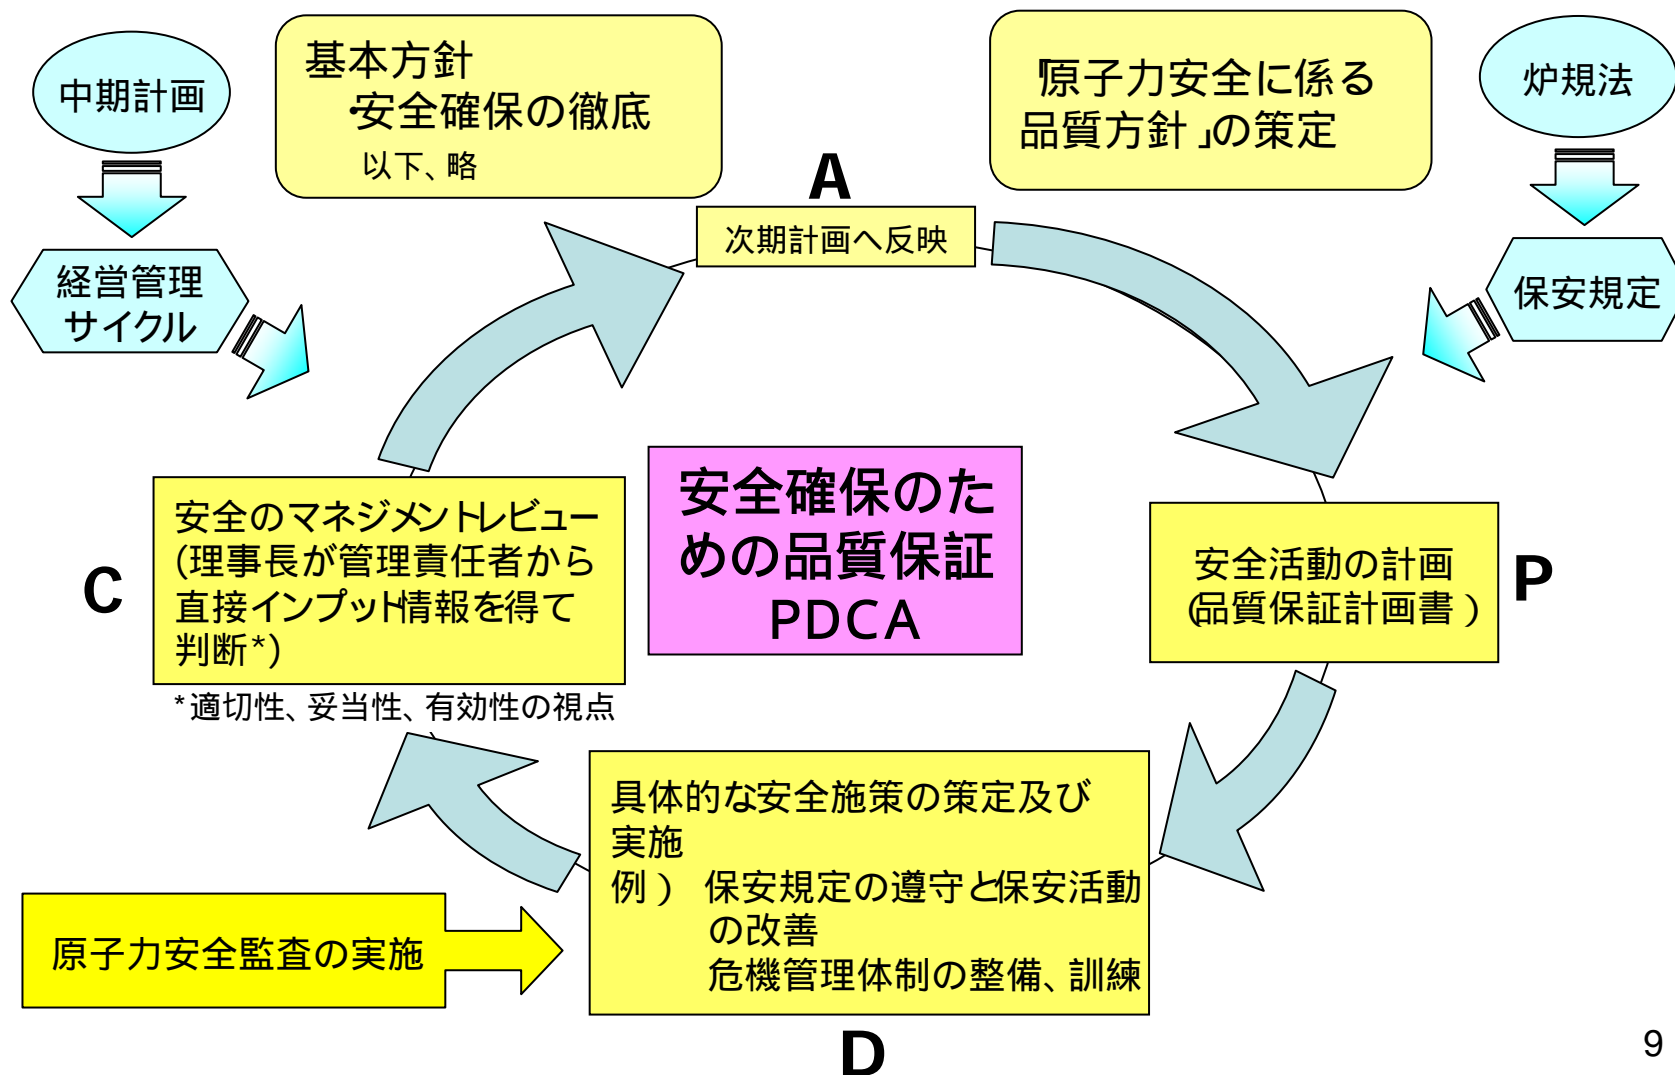 中期計画
基本方針
・安全確保の徹底
以下、略
「原子力安全に係る
品質方針」の策定
炉規法
A
次期計画へ反映
経営管理
サイクル
保安規定
安全確保のた
めの品質保証
PDCA
C
安全のマネジメントレビュー
(理事長が管理責任者から
直接インプット情報を得て
判断*)
*適切性、妥当性、有効性の視点
安全活動の計画
(品質保証計画書)
P
具体的な安全施策の策定及び
実施
例） 保安規定の遵守と保安活動
の改善
危機管理体制の整備、訓練
原子力安全監査の実施
D
9